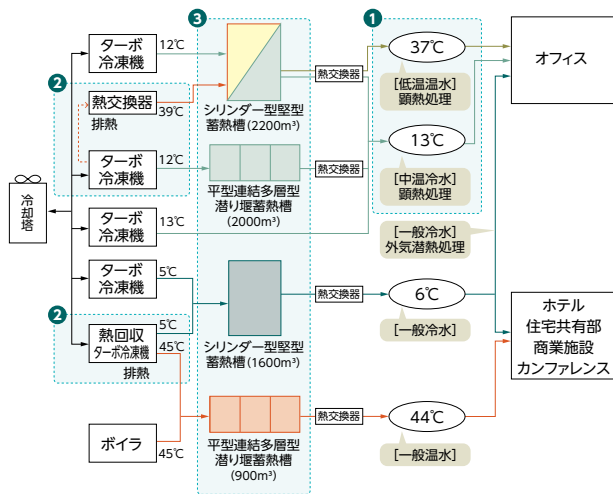 3
1
ターボ
冷凍機
12℃
37℃
オフィス
熱交換器
[低温温水]
顕熱処理
2
熱交換器
39℃
排熱
シリンダー型竪型
蓄熱槽(2200m³)
ターボ
冷凍機
12℃
熱交換器
13℃
[中温冷水]
顕熱処理
平型連結多層型
潜り堰蓄熱槽
(2000m³)
冷却塔
ターボ
冷凍機
13℃
[一般冷水]
外気潜熱処理
ターボ
冷凍機
5℃
熱交換器
6℃
[一般冷水]
ホテル
住宅共有部
商業施設
カンファレンス
2
熱回収
ターボ冷凍機
5℃
45℃
排熱
シリンダー型竪型
蓄熱槽(1600m³)
ボイラ
45℃
熱交換器
44℃
[一般温水]
平型連結多層型
潜り堰蓄熱槽
(900m³)